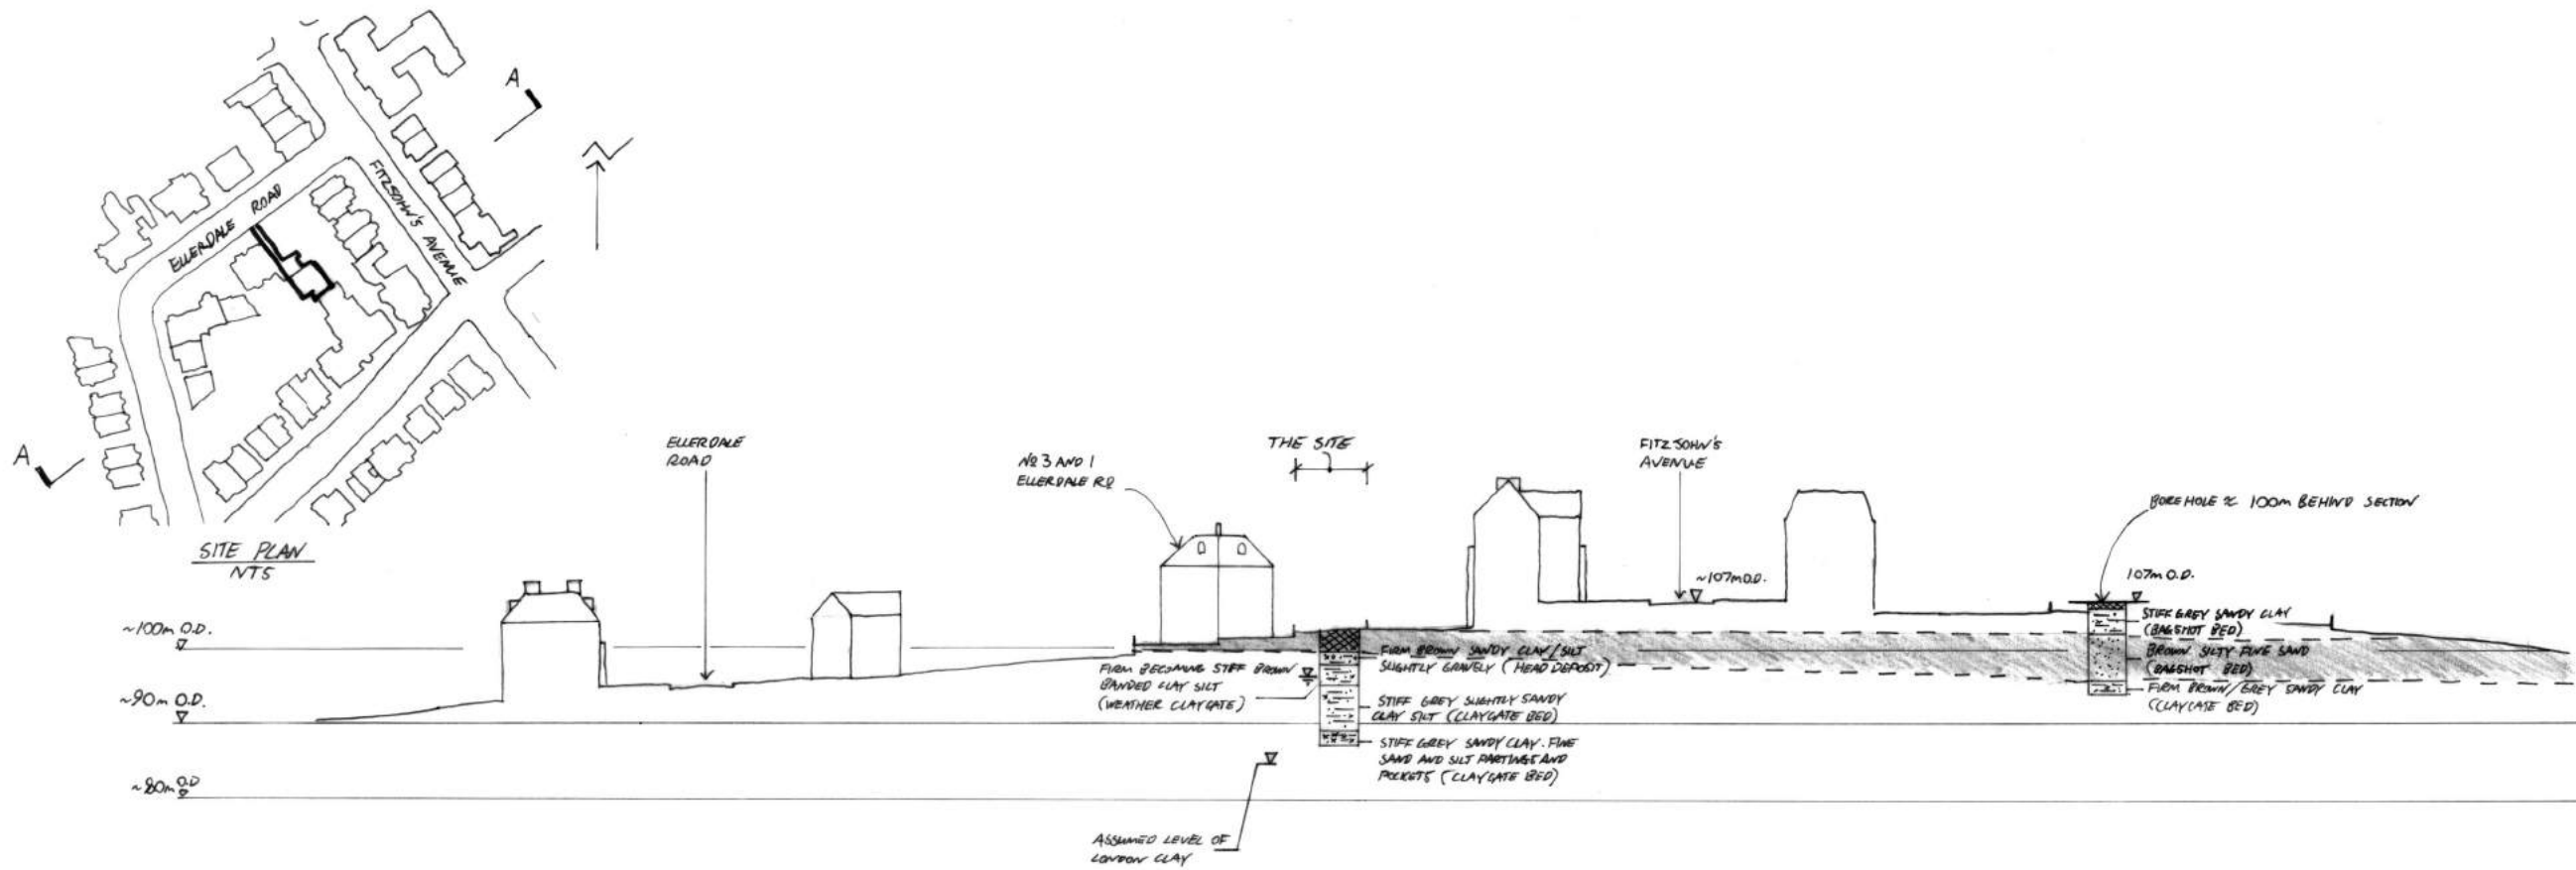 A
FITZJOHN'S AVENUE
ELLERDALE ROAD
A
SITE PLAN
NTS
ELLERDALE
ROAD
No 3 AND 1
ELLERDALE RD
THE SITE
FITZJOHN'S
AVENUE
BOREHOLE ≈ 100m BEHIND SECTION
~107m O.D.
107m O.D.
~100m O.D.
~90m O.D.
~80m O.D
FIRM BECOMING STIFF BROWN
BANDED CLAY SILT
(WEATHER CLAYGATE)
FIRM BROWN SANDY CLAY/SILT
SLIGHTLY GRAVELY (HEAD DEPOSIT)
STIFF GREY SLIGHTLY SANDY
CLAY SILT (CLAYGATE BED)
STIFF GREY SANDY CLAY. FINE
SAND AND SILT PARTINGS AND
POCKETS (CLAYGATE BED)
STIFF GREY SANDY CLAY
(BAGSHOT BED)
BROWN SILTY FINE SAND
(BAGSHOT BED)
FIRM BROWN/GREY SANDY CLAY
(CLAYGATE BED)
ASSUMED LEVEL OF
LONDON CLAY